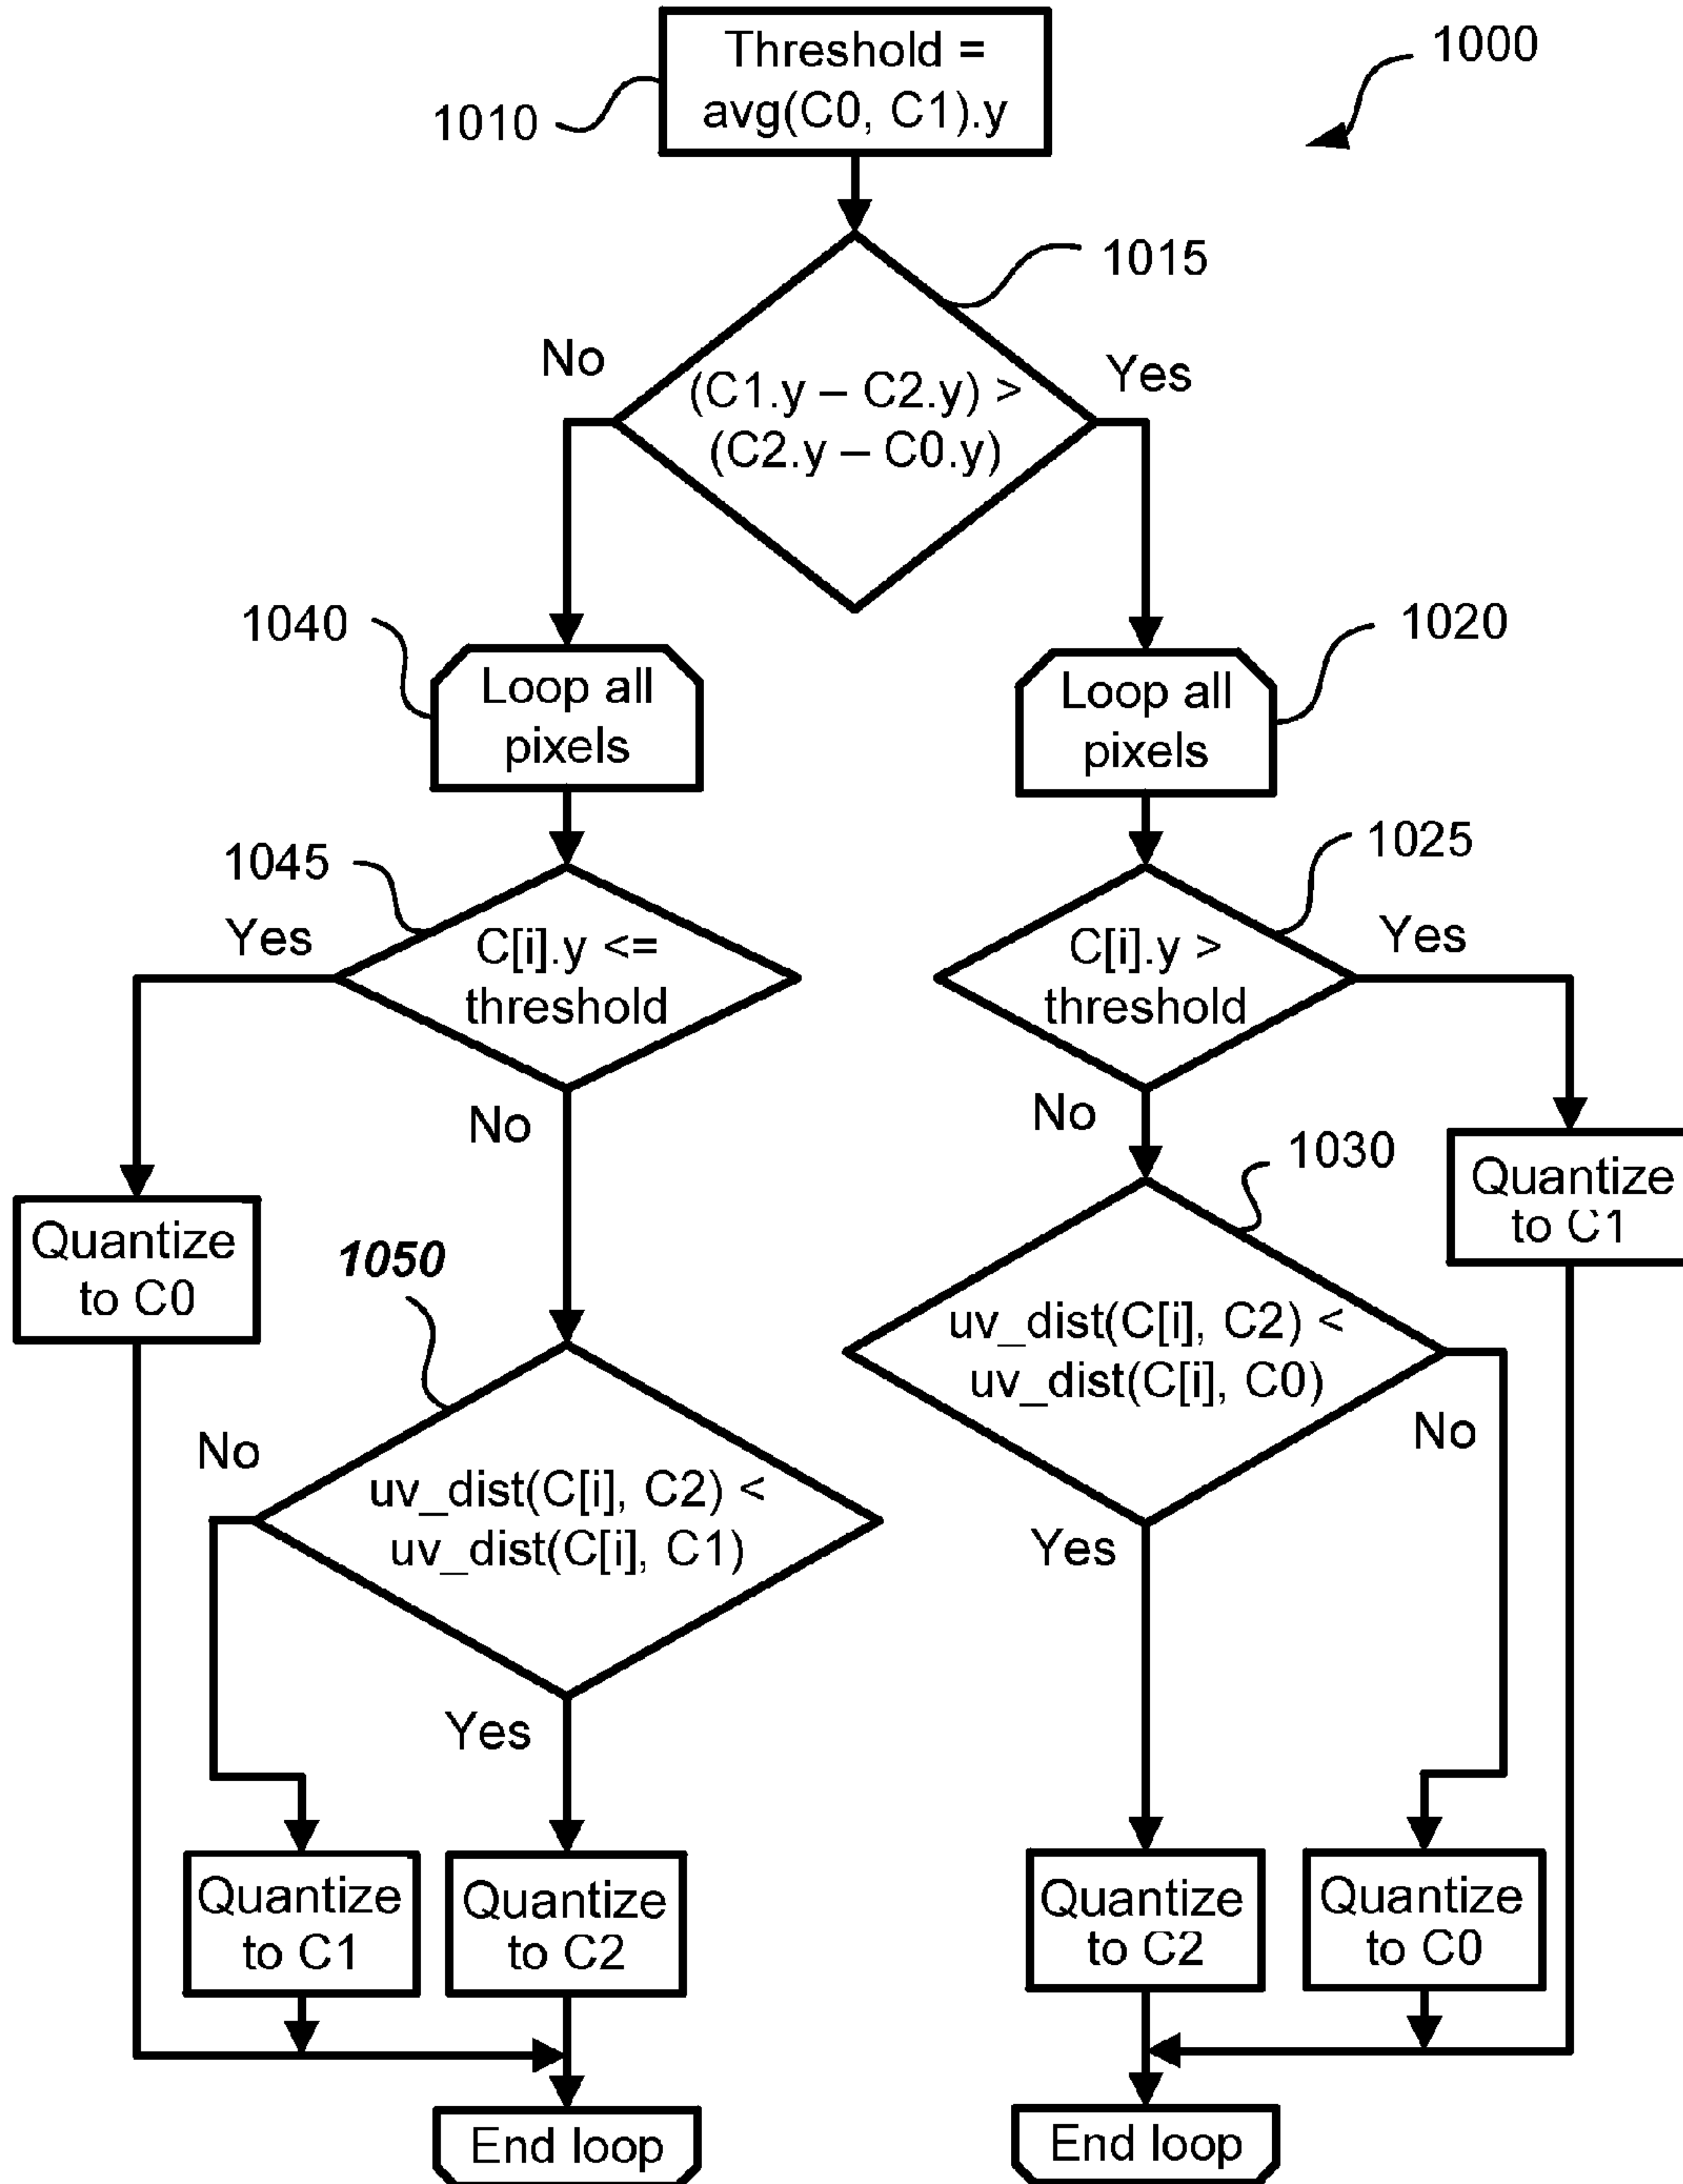 Threshold =
avg(C0, C1).y
1010
1000
1015
No
Yes
(C1.y – C2.y) >
(C2.y – C0.y)
1040
1020
Loop all
pixels
Loop all
pixels
1045
1025
Yes
C[i].y <=
threshold
C[i].y >
threshold
Yes
No
No
1030
Quantize
to C1
Quantize
to C0
1050
uv_dist(C[i], C2) <
uv_dist(C[i], C0)
No
No
uv_dist(C[i], C2) <
uv_dist(C[i], C1)
Yes
Yes
Quantize
to C1
Quantize
to C2
Quantize
to C2
Quantize
to C0
End loop
End loop